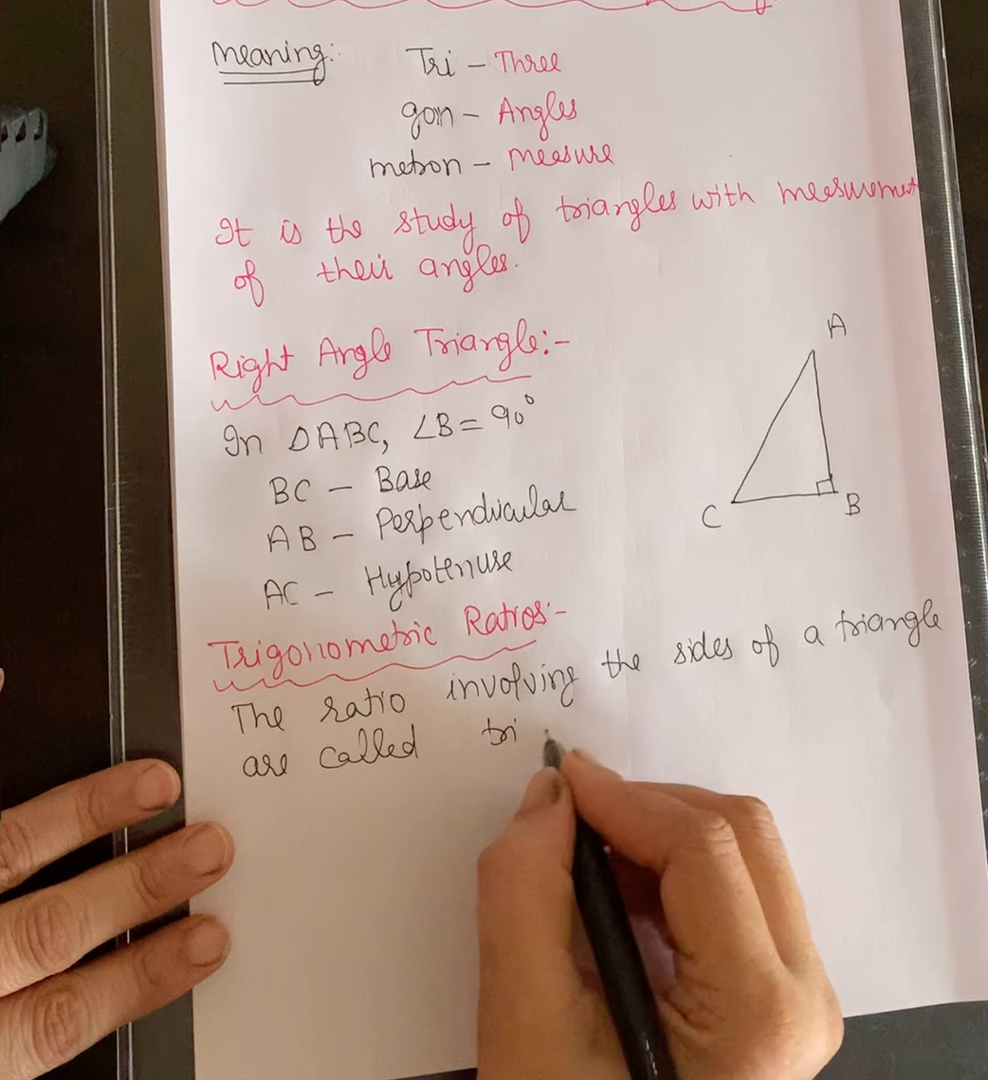 Meaning:
Tri - Three
gon - Angles
metron - Measure
It is the study of triangles with measurement
of their angles.
Right Angle Triangle:-
In △ABC, ∠B = 90°
BC - Base
AB - Perpendicular
AC - Hypotenuse
A
C
B
Trigonometric Ratios:-
The ratio involving the sides of a triangle
are called tri